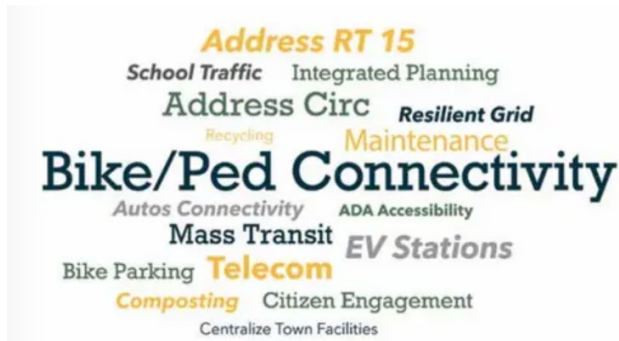 Address RT 15
School Traffic Integrated Planning
Address Circ Resilient Grid
Recycling Maintenance
Bike/Ped Connectivity
Autos Connectivity ADA Accessibility
Mass Transit EV Stations
Bike Parking Telecom
Composting Citizen Engagement
Centralize Town Facilities